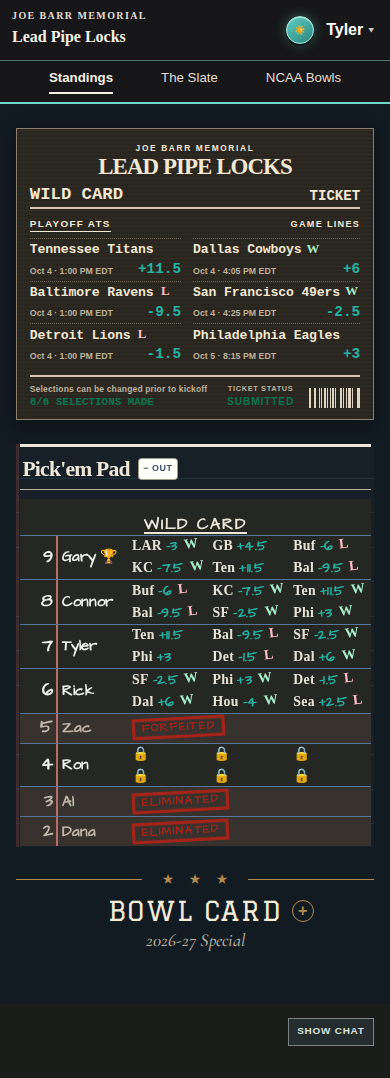 JOE BARR MEMORIAL
Lead Pipe Locks
Tyler
Standings The Slate NCAA Bowls
JOE BARR MEMORIAL
LEAD PIPE LOCKS
WILD CARD TICKET
PLAYOFF ATS GAME LINES
Tennessee Titans Dallas Cowboys W
Oct 4 · 1:00 PM EDT +11.5 Oct 4 · 4:05 PM EDT +6
Baltimore Ravens L San Francisco 49ers W
Oct 4 · 1:00 PM EDT -9.5 Oct 4 · 4:25 PM EDT -2.5
Detroit Lions L Philadelphia Eagles
Oct 4 · 1:00 PM EDT -1.5 Oct 5 · 8:15 PM EDT +3
Selections can be changed prior to kickoff TICKET STATUS
6/6 SELECTIONS MADE SUBMITTED
Pick'em Pad − OUT
WILD CARD
9 Gary 🏆 LAR -3 W GB +4.5 Buf -6 L
KC -7.5 W Ten +11.5 Bal -9.5 L
8 Connor Buf -6 L KC -7.5 W Ten +11.5 W
Bal -9.5 L SF -2.5 W Phi +3 W
7 Tyler Ten +11.5 Bal -9.5 L SF -2.5 W
Phi +3 Det -1.5 L Dal +6 W
6 Rick SF -2.5 W Phi +3 W Det -1.5 L
Dal +6 W Hou -4 W Sea +2.5 L
5 Zac FORFEITED
4 Ron
3 Al ELIMINATED
2 Dana ELIMINATED
BOWL CARD +
2026-27 Special
SHOW CHAT